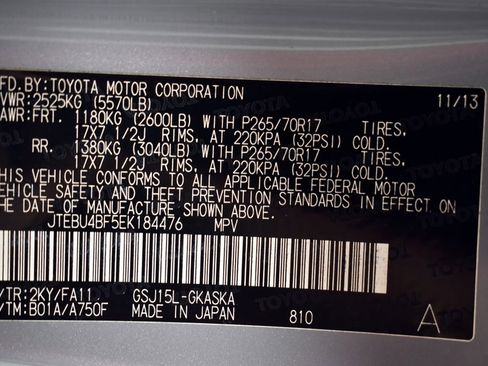 MFD.BY:TOYOTA MOTOR CORPORATION 11/13
VWR:2525KG (5570LB)
AWR:FRT. 1180KG (2600LB) WITH P265/70R17 TIRES.
17X7 1/2J RIMS. AT 220KPA (32PSI) COLD.
RR. 1380KG (3040LB) WITH P265/70R17 TIRES.
17X7 1/2J RIMS, AT 220KPA (32PSI) COLD.
THIS VEHICLE CONFORMS TO ALL APPLICABLE FEDERAL MOTOR
VEHICLE SAFETY AND THEFT PREVENTION STANDARDS IN EFFECT ON
THE DATE OF MANUFACTURE SHOWN ABOVE.
JTEBU4BF5EK184476 MPV
/TR:2KY/FA11 GSJ15L-GKASKA
/TM:B01A/A750F MADE IN JAPAN 810 A